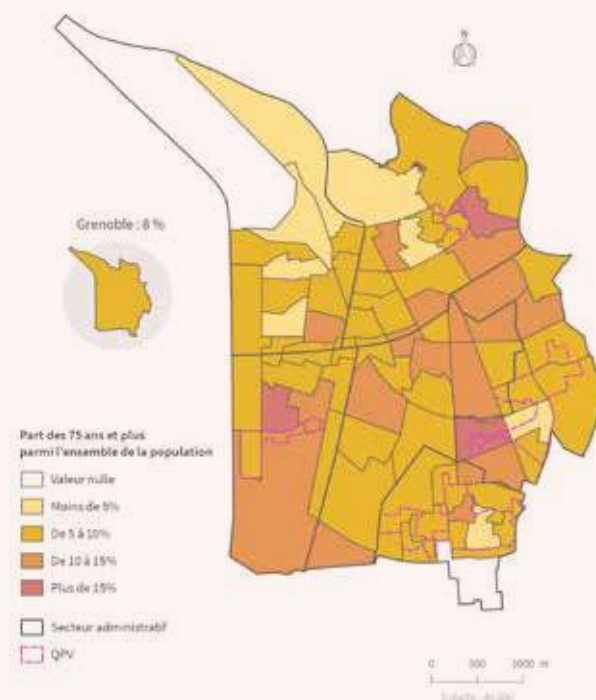 N
Grenoble : 8 %
Part des 75 ans et plus
parmi l'ensemble de la population
Valeur nulle
Moins de 5%
De 5 à 10%
De 10 à 15%
Plus de 15%
Secteur administratif
QPV
0 500 1000 m